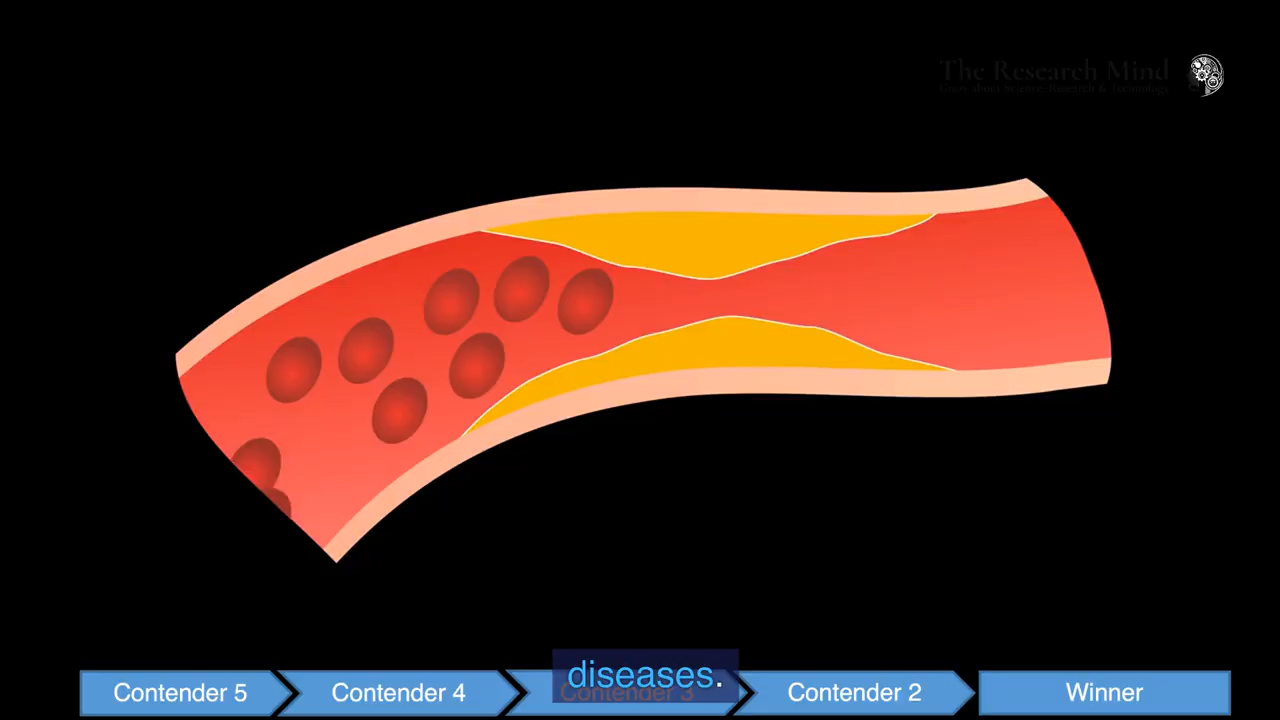 The Research Mind
diseases.
Contender 5
Contender 4
Contender 3
Contender 2
Winner